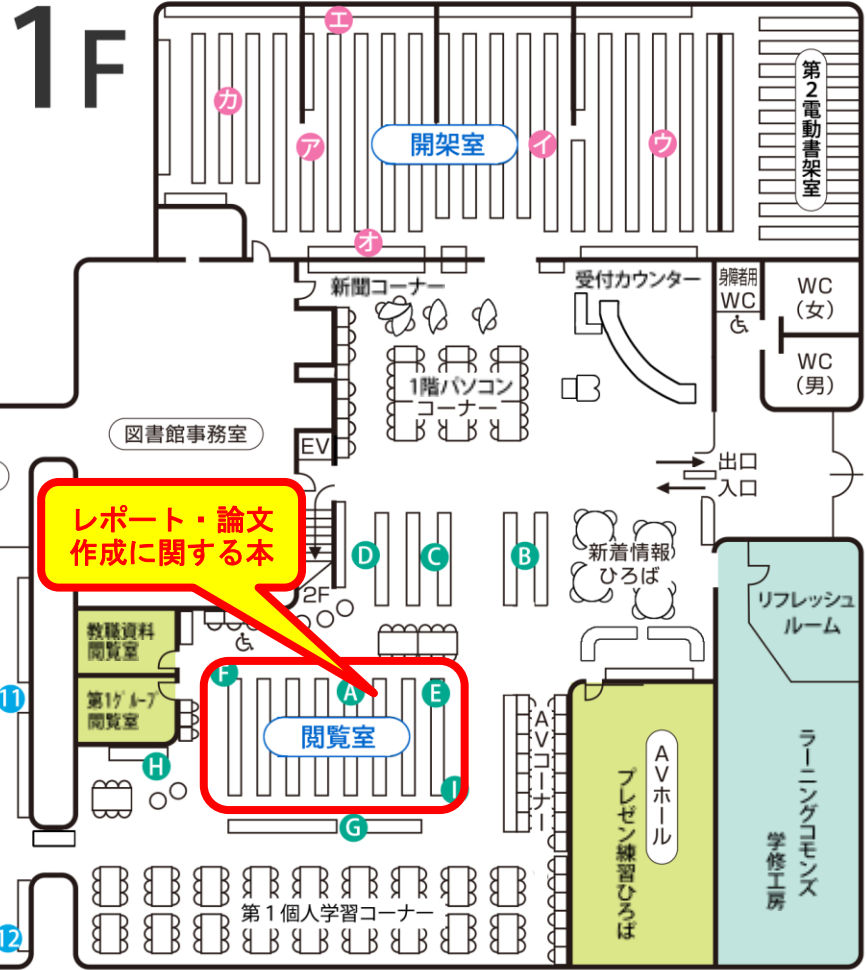 1F
エ
カ
ア
開架室
イ
ウ
第2電動書架室
オ
新聞コーナー
受付カウンター
身障者用
WC
WC
(女)
WC
(男)
1階パソコン
コーナー
図書館事務室
EV
出口
入口
レポート・論文
作成に関する本
D
C
B
新着情報
ひろば
2F
リフレッシュ
ルーム
教職資料
閲覧室
F
A
E
11
第1グループ
閲覧室
閲覧室
AVコーナー
AVホール
プレゼン練習ひろば
ラーニングコモンズ
学修工房
H
I
G
第1個人学習コーナー
12